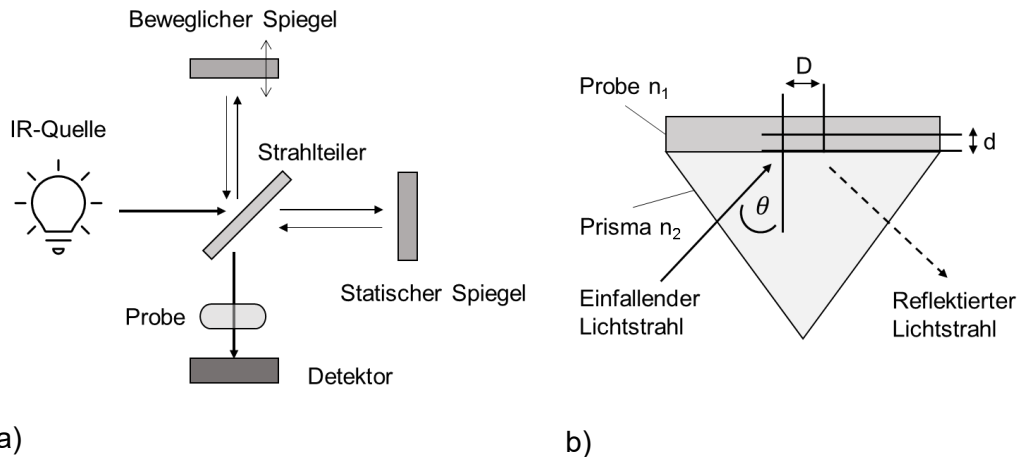 Beweglicher Spiegel
IR-Quelle
Strahlteiler
Statischer Spiegel
Probe
Detektor
a)
D
Probe n₁
d
θ
Prisma n₂
Einfallender
Lichtstrahl
Reflektierter
Lichtstrahl
b)